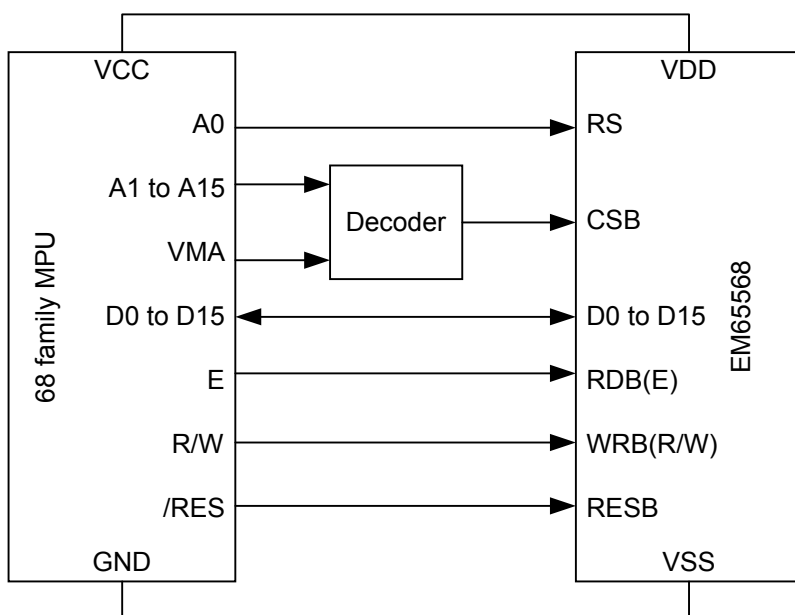 VCC
VDD
A0
RS
A1 to A15
Decoder
CSB
VMA
68 family MPU
D0 to D15
D0 to D15
EM65568
E
RDB(E)
R/W
WRB(R/W)
/RES
RESB
GND
VSS